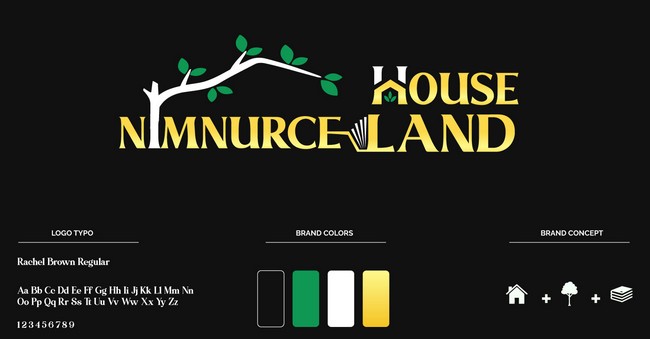 HOUSE
NIMNURCE LAND
LOGO TYPO
BRAND COLORS
BRAND CONCEPT
Rachel Brown Regular
Aa Bb Cc Dd Ee Ff Gg Hh Ii Jj Kk Ll Mm Nn
Oo Pp Qq Rr Ss Tt Uu Vv Ww Xx Yy Zz
1 2 3 4 5 6 7 8 9